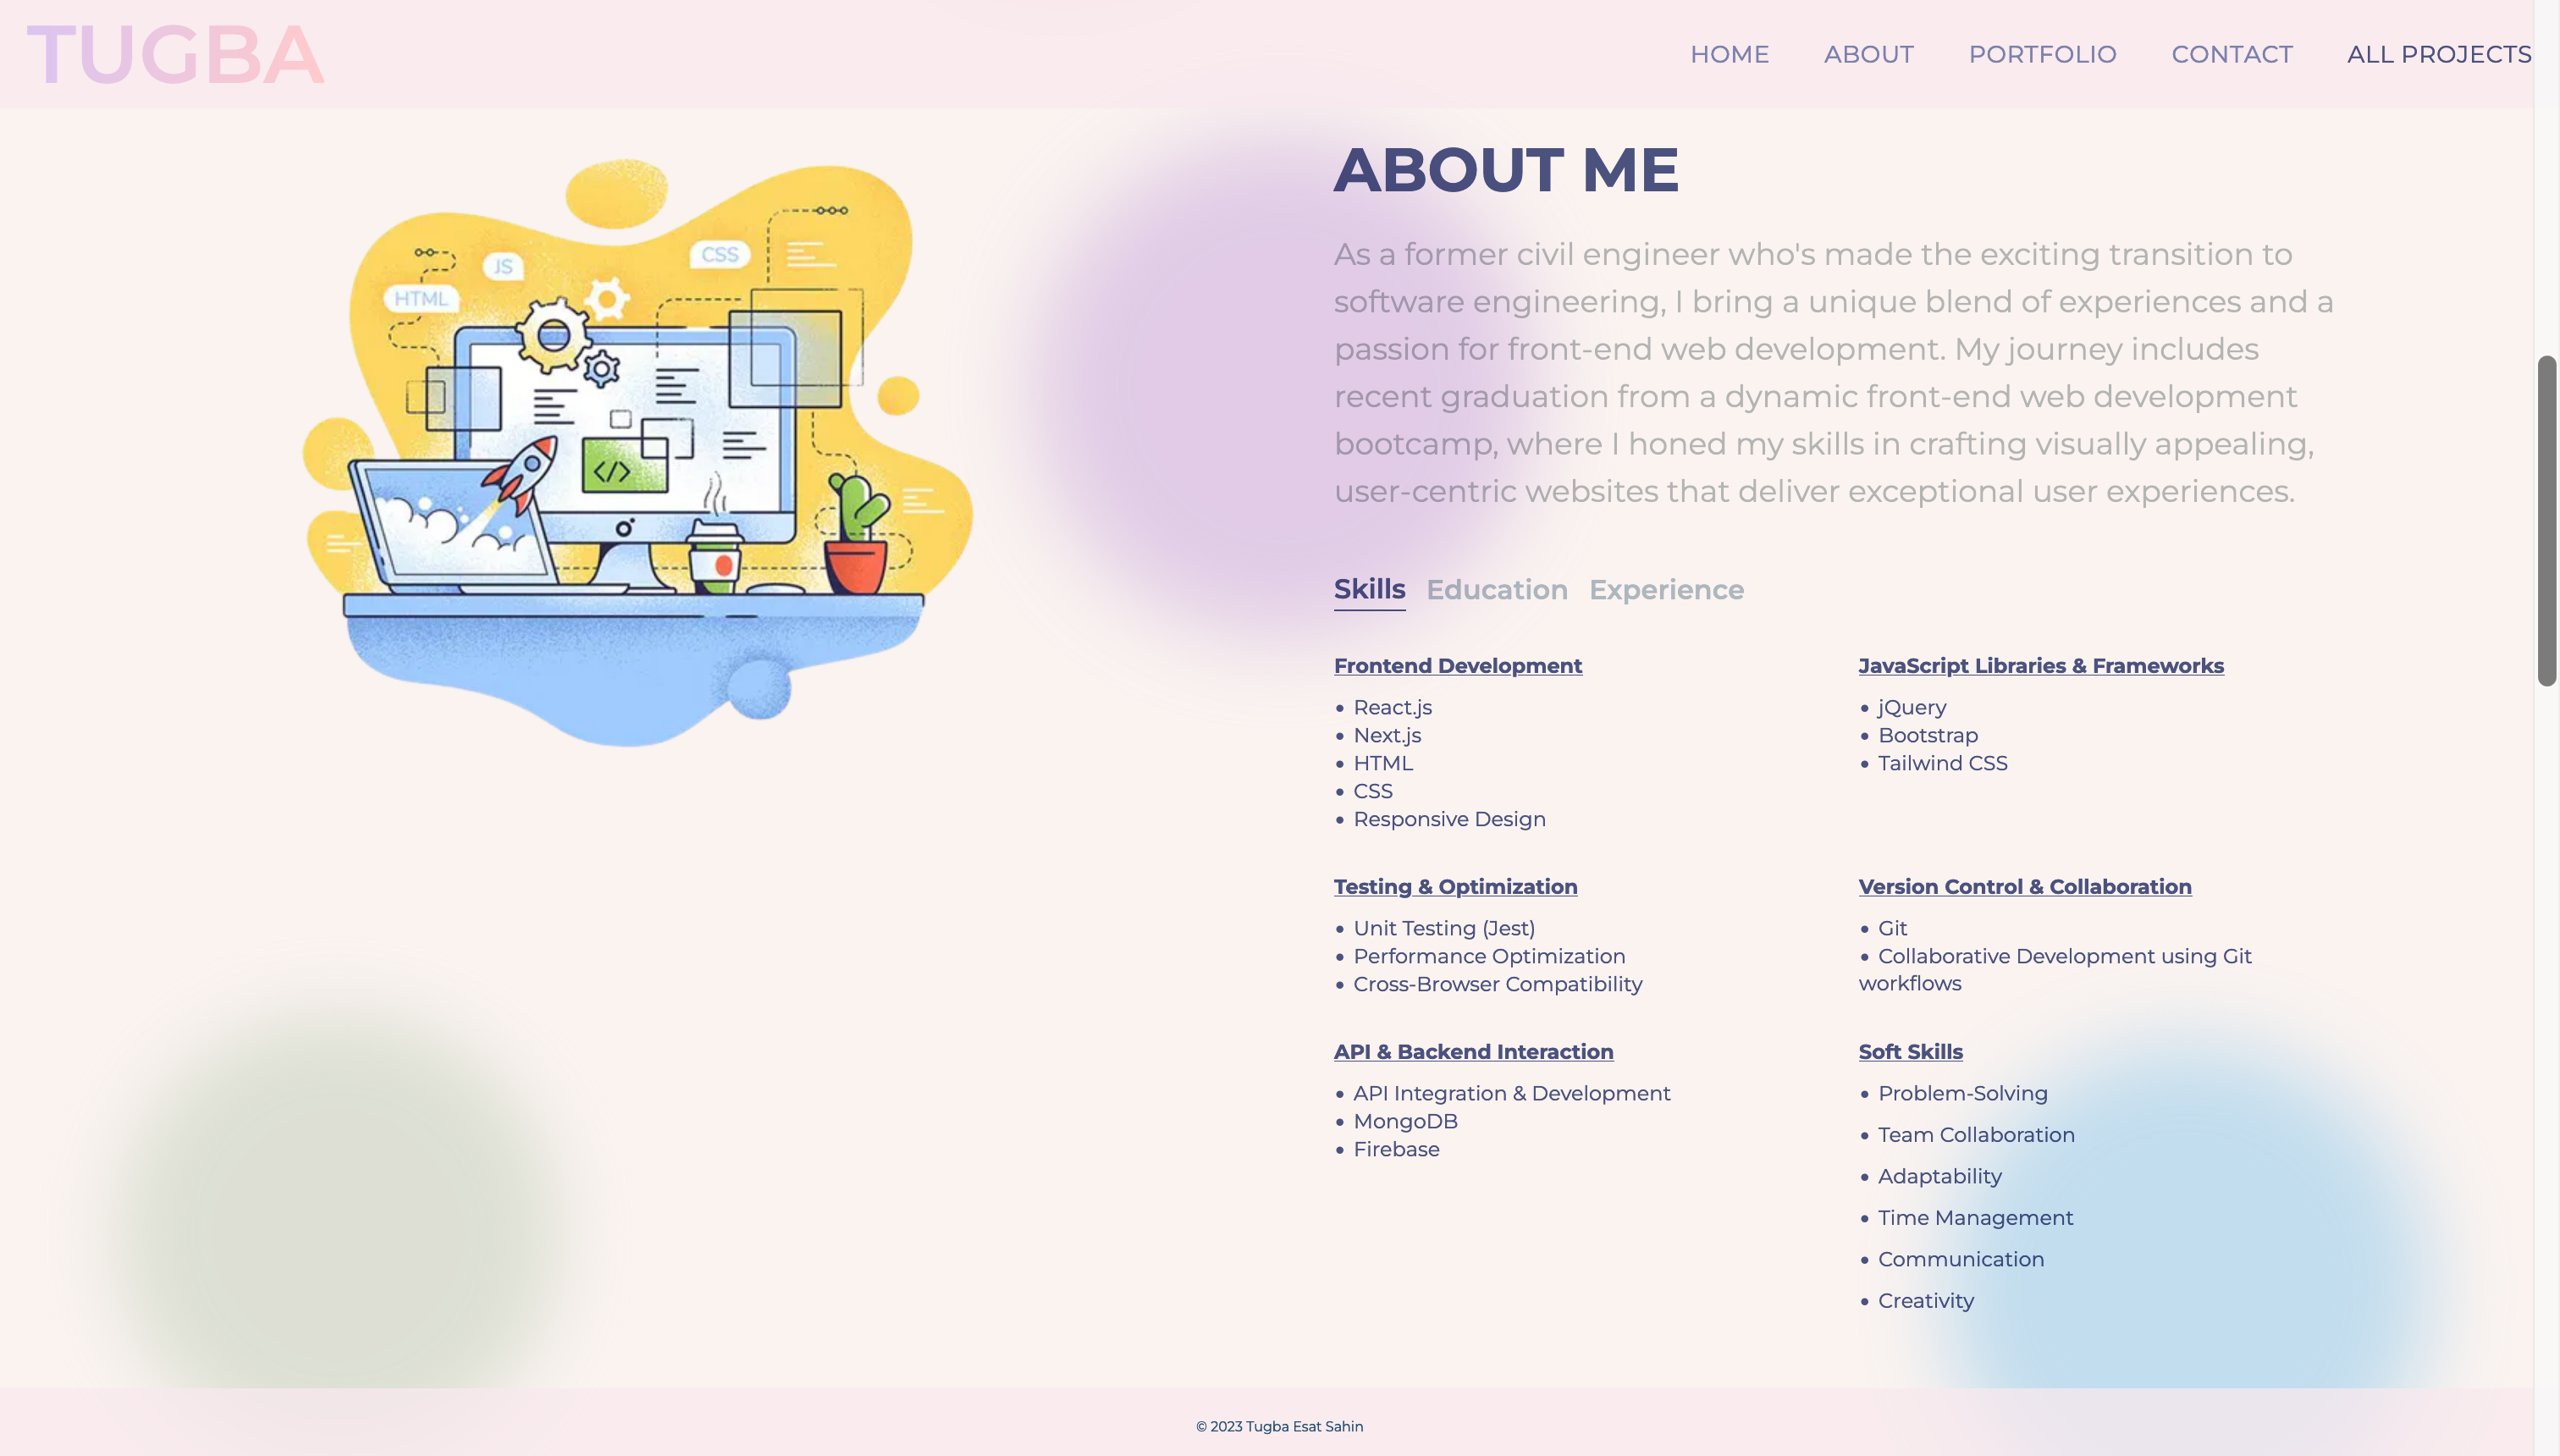 TUGBA
HOME ABOUT PORTFOLIO CONTACT ALL PROJECTS
JS
CSS
HTML
</>
ABOUT ME
As a former civil engineer who's made the exciting transition to
software engineering, I bring a unique blend of experiences and a
passion for front-end web development. My journey includes
recent graduation from a dynamic front-end web development
bootcamp, where I honed my skills in crafting visually appealing,
user-centric websites that deliver exceptional user experiences.
Skills Education Experience
Frontend Development
• React.js
• Next.js
• HTML
• CSS
• Responsive Design
JavaScript Libraries & Frameworks
• jQuery
• Bootstrap
• Tailwind CSS
Testing & Optimization
• Unit Testing (Jest)
• Performance Optimization
• Cross-Browser Compatibility
Version Control & Collaboration
• Git
• Collaborative Development using Git
workflows
API & Backend Interaction
• API Integration & Development
• MongoDB
• Firebase
Soft Skills
• Problem-Solving
• Team Collaboration
• Adaptability
• Time Management
• Communication
• Creativity
© 2023 Tugba Esat Sahin